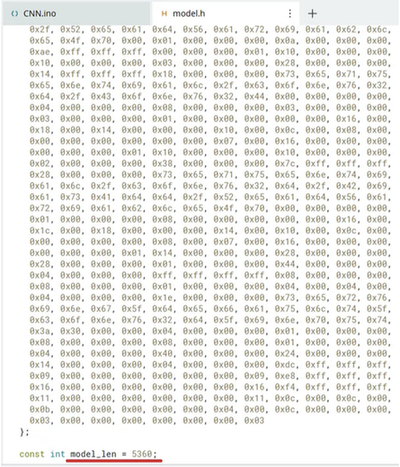 CNN.ino
model.h
0x2f, 0x52, 0x65, 0x61, 0x64, 0x56, 0x61, 0x72, 0x69, 0x61, 0x62, 0x6c,
0x65, 0x4f, 0x70, 0x00, 0x01, 0x00, 0x00, 0x00, 0x0a, 0x00, 0x00, 0x00,
0xae, 0xff, 0xff, 0xff, 0x00, 0x00, 0x00, 0x01, 0x10, 0x00, 0x00, 0x00,
0x10, 0x00, 0x00, 0x00, 0x03, 0x00, 0x00, 0x00, 0x28, 0x00, 0x00, 0x00,
0x14, 0xff, 0xff, 0xff, 0x18, 0x00, 0x00, 0x00, 0x73, 0x65, 0x71, 0x75,
0x65, 0x6e, 0x74, 0x69, 0x61, 0x6c, 0x2f, 0x63, 0x6f, 0x6e, 0x76, 0x32,
0x64, 0x2f, 0x43, 0x6f, 0x6e, 0x76, 0x32, 0x44, 0x00, 0x00, 0x00, 0x00,
0x04, 0x00, 0x00, 0x00, 0x08, 0x00, 0x00, 0x00, 0x03, 0x00, 0x00, 0x00,
0x03, 0x00, 0x00, 0x00, 0x01, 0x00, 0x00, 0x00, 0x00, 0x00, 0x16, 0x00,
0x18, 0x00, 0x14, 0x00, 0x00, 0x00, 0x10, 0x00, 0x0c, 0x00, 0x08, 0x00,
0x00, 0x00, 0x00, 0x00, 0x00, 0x00, 0x07, 0x00, 0x16, 0x00, 0x00, 0x00,
0x00, 0x00, 0x00, 0x01, 0x10, 0x00, 0x00, 0x00, 0x10, 0x00, 0x00, 0x00,
0x02, 0x00, 0x00, 0x00, 0x38, 0x00, 0x00, 0x00, 0x7c, 0xff, 0xff, 0xff,
0x28, 0x00, 0x00, 0x00, 0x73, 0x65, 0x71, 0x75, 0x65, 0x6e, 0x74, 0x69,
0x61, 0x6c, 0x2f, 0x63, 0x6f, 0x6e, 0x76, 0x32, 0x64, 0x2f, 0x42, 0x69,
0x61, 0x73, 0x41, 0x64, 0x64, 0x2f, 0x52, 0x65, 0x61, 0x64, 0x56, 0x61,
0x72, 0x69, 0x61, 0x62, 0x6c, 0x65, 0x4f, 0x70, 0x00, 0x00, 0x00, 0x00,
0x01, 0x00, 0x00, 0x00, 0x08, 0x00, 0x00, 0x00, 0x00, 0x00, 0x16, 0x00,
0x1c, 0x00, 0x18, 0x00, 0x00, 0x00, 0x14, 0x00, 0x10, 0x00, 0x0c, 0x00,
0x00, 0x00, 0x00, 0x00, 0x08, 0x00, 0x07, 0x00, 0x16, 0x00, 0x00, 0x00,
0x00, 0x00, 0x00, 0x01, 0x14, 0x00, 0x00, 0x00, 0x28, 0x00, 0x00, 0x00,
0x28, 0x00, 0x00, 0x00, 0x01, 0x00, 0x00, 0x00, 0x44, 0x00, 0x00, 0x00,
0x04, 0x00, 0x00, 0x00, 0xff, 0xff, 0xff, 0xff, 0x08, 0x00, 0x00, 0x00,
0x08, 0x00, 0x00, 0x00, 0x01, 0x00, 0x00, 0x00, 0x04, 0x00, 0x04, 0x00,
0x04, 0x00, 0x00, 0x00, 0x1e, 0x00, 0x00, 0x00, 0x73, 0x65, 0x72, 0x76,
0x69, 0x6e, 0x67, 0x5f, 0x64, 0x65, 0x66, 0x61, 0x75, 0x6c, 0x74, 0x5f,
0x63, 0x6f, 0x6e, 0x76, 0x32, 0x64, 0x5f, 0x69, 0x6e, 0x70, 0x75, 0x74,
0x3a, 0x30, 0x00, 0x00, 0x04, 0x00, 0x00, 0x00, 0x01, 0x00, 0x00, 0x00,
0x08, 0x00, 0x00, 0x00, 0x08, 0x00, 0x00, 0x00, 0x01, 0x00, 0x00, 0x00,
0x04, 0x00, 0x00, 0x00, 0x40, 0x00, 0x00, 0x00, 0x24, 0x00, 0x00, 0x00,
0x14, 0x00, 0x00, 0x00, 0x04, 0x00, 0x00, 0x00, 0xdc, 0xff, 0xff, 0xff,
0x09, 0x00, 0x00, 0x00, 0x00, 0x00, 0x00, 0x09, 0xe8, 0xff, 0xff, 0xff,
0x16, 0x00, 0x00, 0x00, 0x00, 0x00, 0x00, 0x16, 0xf4, 0xff, 0xff, 0xff,
0x11, 0x00, 0x00, 0x00, 0x00, 0x00, 0x00, 0x11, 0x0c, 0x00, 0x0c, 0x00,
0x0b, 0x00, 0x00, 0x00, 0x00, 0x00, 0x04, 0x00, 0x0c, 0x00, 0x00, 0x00,
0x03, 0x00, 0x00, 0x00, 0x00, 0x00, 0x00, 0x03
};
const int model_len = 5360;